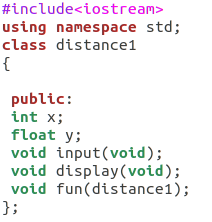 #include<iostream>
using namespace std;
class distance1
{
public:
int x;
float y;
void input(void);
void display(void);
void fun(distance1);
};